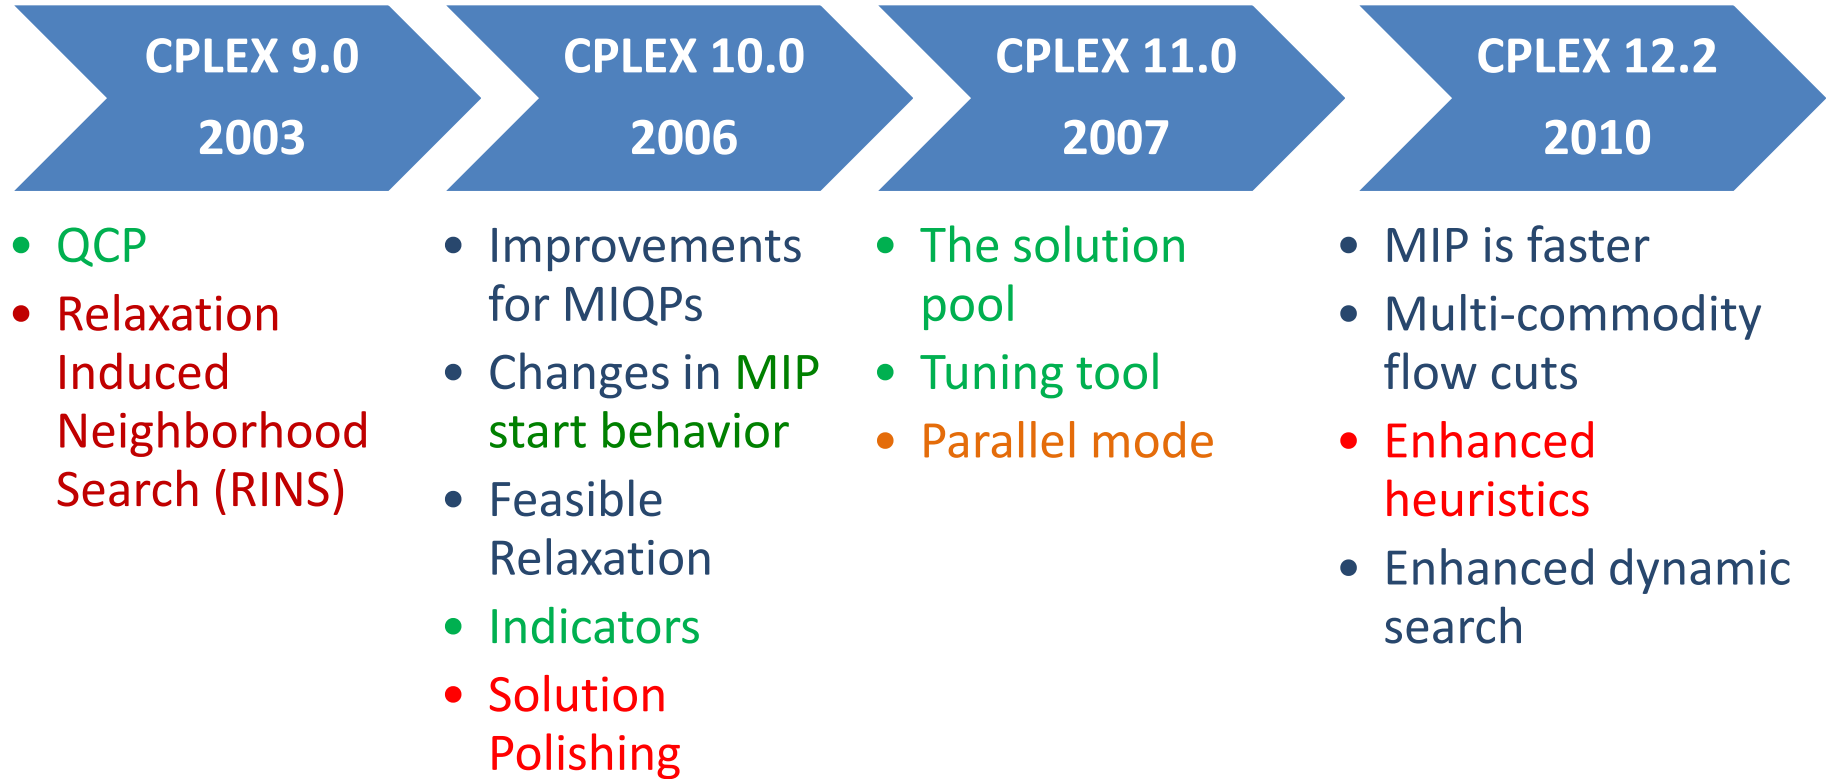 CPLEX 9.0
2003
• QCP
• Relaxation
Induced
Neighborhood
Search (RINS)
CPLEX 10.0
2006
• Improvements
for MIQPs
• Changes in MIP
start behavior
• Feasible
Relaxation
• Indicators
• Solution
Polishing
CPLEX 11.0
2007
• The solution
pool
• Tuning tool
• Parallel mode
CPLEX 12.2
2010
• MIP is faster
• Multi-commodity
flow cuts
• Enhanced
heuristics
• Enhanced dynamic
search